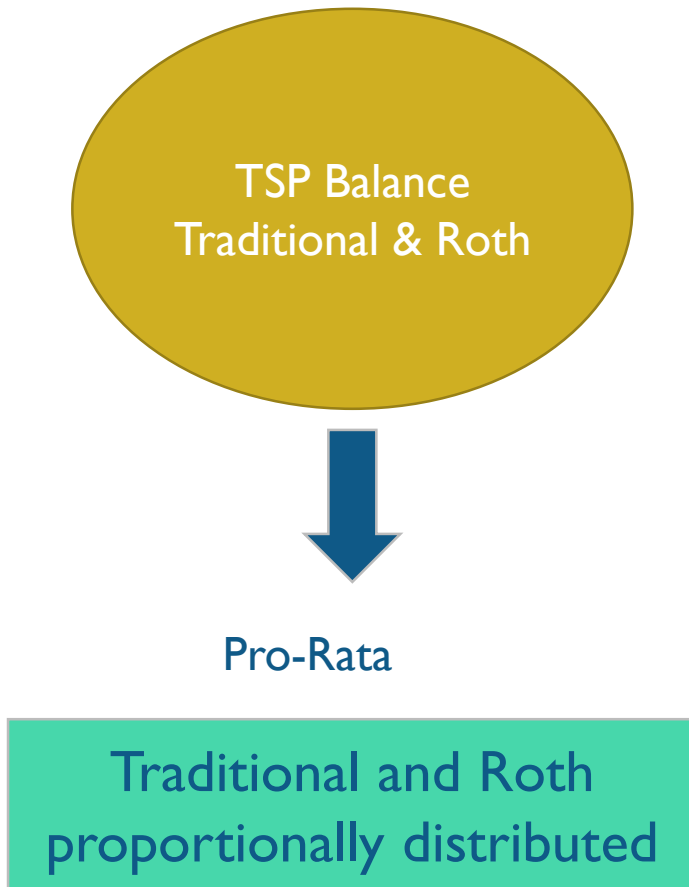 TSP Balance
Traditional & Roth
Pro-Rata
Traditional and Roth
proportionally distributed